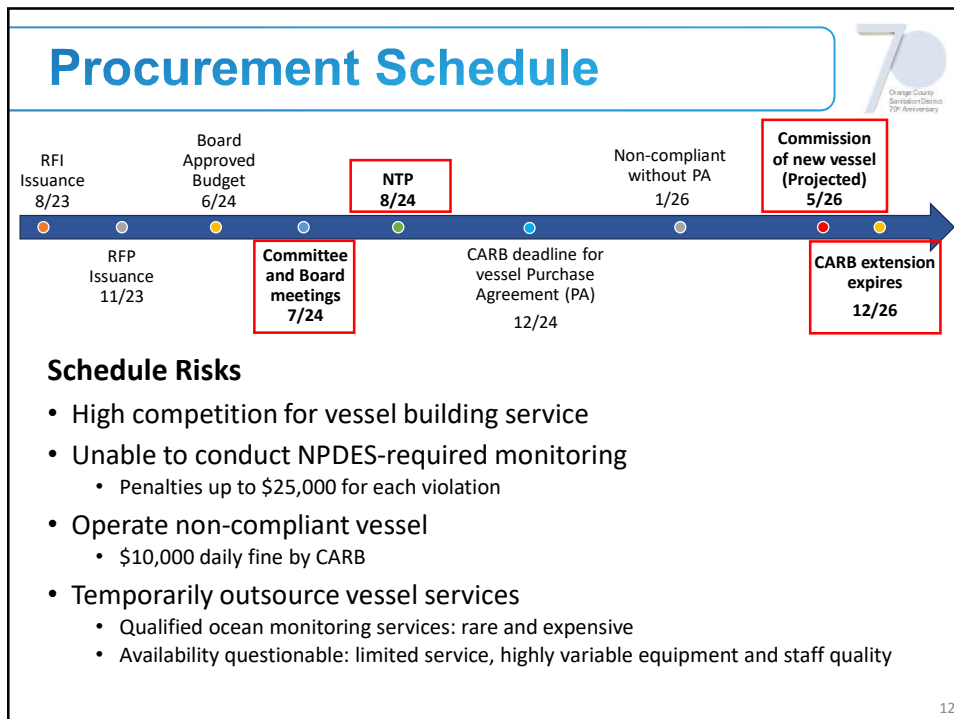 Procurement Schedule
70
Orange County
Sanitation District
70th Anniversary
RFI
Issuance
8/23
Board
Approved
Budget
6/24
NTP
8/24
Non-compliant
without PA
1/26
Commission
of new vessel
(Projected)
5/26
RFP
Issuance
11/23
Committee
and Board
meetings
7/24
CARB deadline for
vessel Purchase
Agreement (PA)
12/24
CARB extension
expires
12/26
Schedule Risks
• High competition for vessel building service
• Unable to conduct NPDES-required monitoring
• Penalties up to $25,000 for each violation
• Operate non-compliant vessel
• $10,000 daily fine by CARB
• Temporarily outsource vessel services
• Qualified ocean monitoring services: rare and expensive
• Availability questionable: limited service, highly variable equipment and staff quality
12